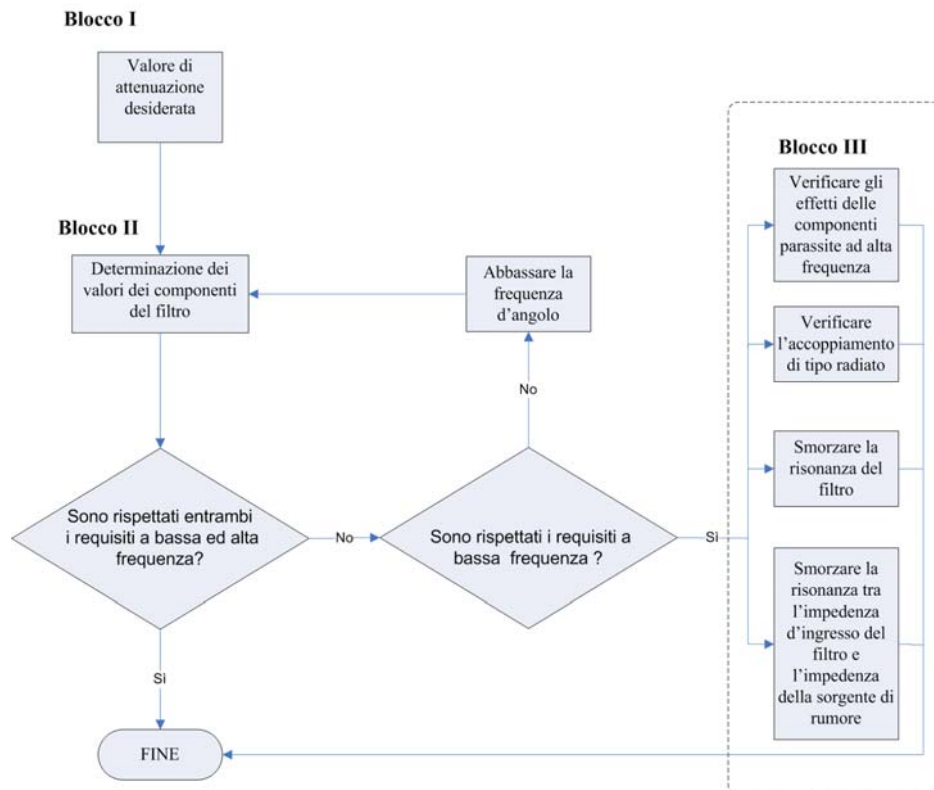 Blocco I
Valore di
attenuazione
desiderata
Blocco II
Determinazione dei
valori dei componenti
del filtro
Abbassare la
frequenza
d'angolo
No
Sono rispettati entrambi
i requisiti a bassa ed alta
frequenza?
No
Sono rispettati i requisiti a
bassa frequenza ?
Sì
Sì
FINE
Blocco III
Verificare gli
effetti delle
componenti
parassite ad alta
frequenza
Verificare
l'accoppiamento
di tipo radiato
Smorzare la
risonanza del
filtro
Smorzare la
risonanza tra
l'impedenza
d'ingresso del
filtro e
l'impedenza
della sorgente di
rumore